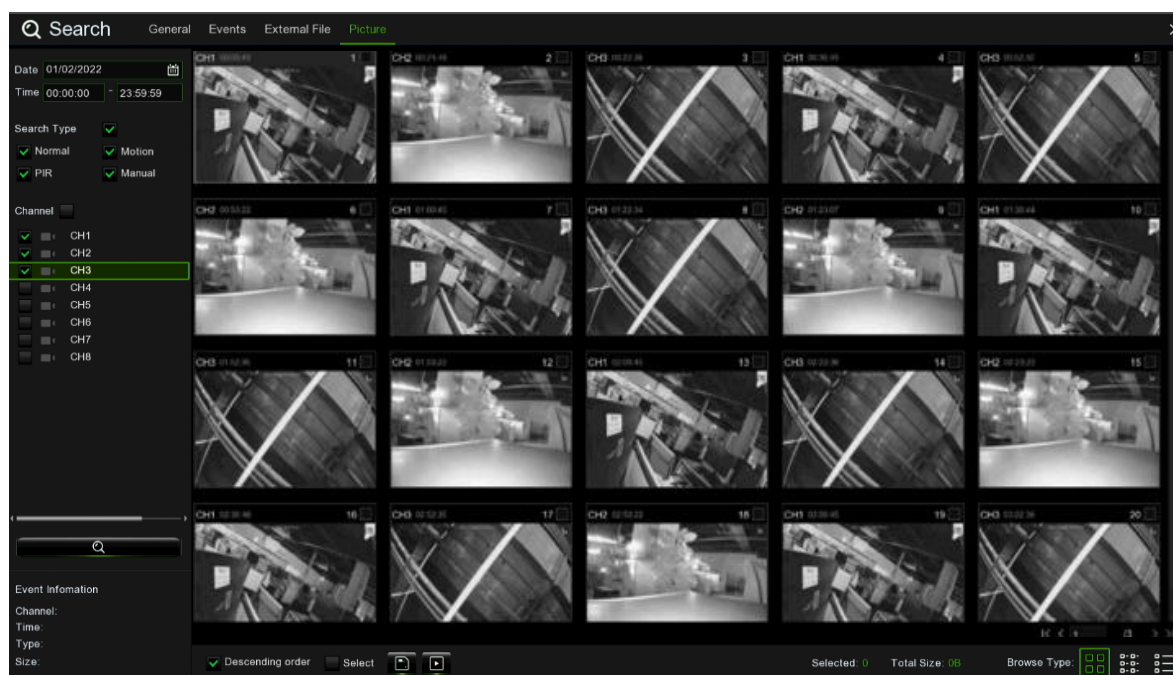 Search General Events External File Picture
Date 01/02/2022
Time 00:00:00 - 23:59:59
Search Type
Normal Motion
PIR Manual
Channel
CH1
CH2
CH3
CH4
CH5
CH6
CH7
CH8
Event Infomation
Channel:
Time:
Type:
Size:
CH1 1 CH2 2 CH3 3 CH1 4 CH3 5
CH2 6 CH1 7 CH3 8 CH2 9 CH1 10
CH3 11 CH2 12 CH1 13 CH3 14 CH2 15
CH1 16 CH3 17 CH2 18 CH1 19 CH3 20
Descending order Select Selected: 0 Total Size: 0B Browse Type: